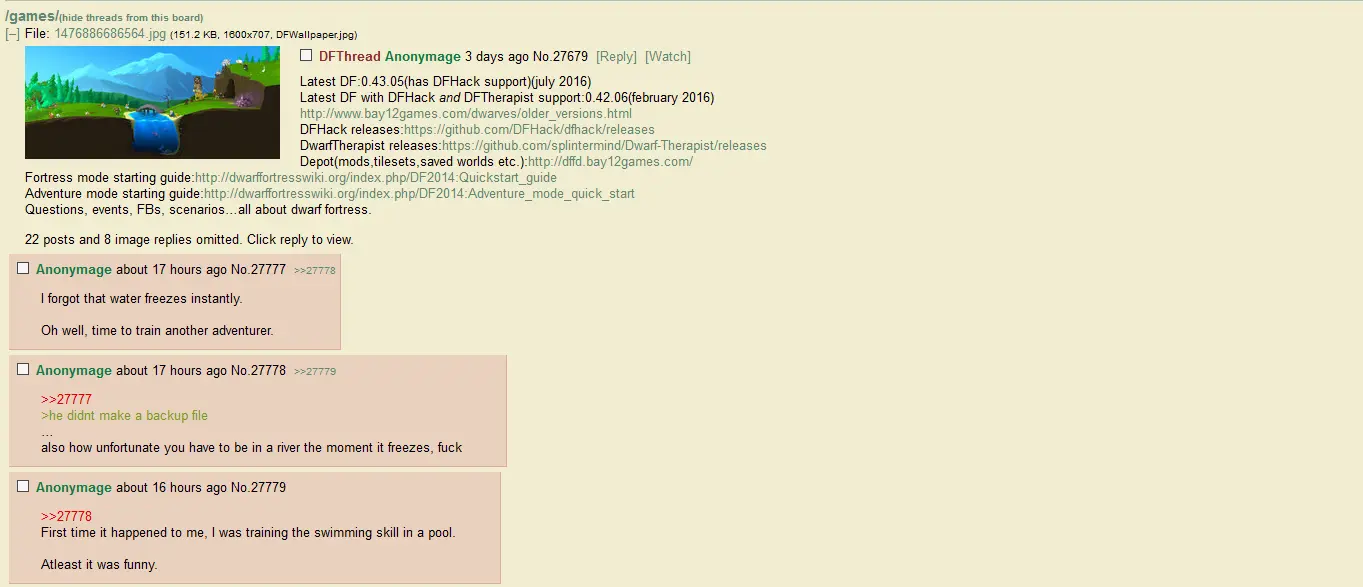 /games/(hide threads from this board)
[–] File: 1476886686564.jpg (151.2 KB, 1600x707, DFWallpaper.jpg)
DFThread Anonymage 3 days ago No.27679 [Reply] [Watch]
Latest DF:0.43.05(has DFHack support)(july 2016)
Latest DF with DFHack and DFTherapist support:0.42.06(february 2016)
http://www.bay12games.com/dwarves/older_versions.html
DFHack releases:https://github.com/DFHack/dfhack/releases
DwarfTherapist releases:https://github.com/splintermind/Dwarf-Therapist/releases
Depot(mods,tilesets,saved worlds etc.):http://dffd.bay12games.com/
Fortress mode starting guide:http://dwarffortresswiki.org/index.php/DF2014:Quickstart_guide
Adventure mode starting guide:http://dwarffortresswiki.org/index.php/DF2014:Adventure_mode_quick_start
Questions, events, FBs, scenarios…all about dwarf fortress.
22 posts and 8 image replies omitted. Click reply to view.
Anonymage about 17 hours ago No.27777 >>27778
I forgot that water freezes instantly.
Oh well, time to train another adventurer.
Anonymage about 17 hours ago No.27778 >>27779
>>27777
>he didnt make a backup file
…
also how unfortunate you have to be in a river the moment it freezes, fuck
Anonymage about 16 hours ago No.27779
>>27778
First time it happened to me, I was training the swimming skill in a pool.
Atleast it was funny.